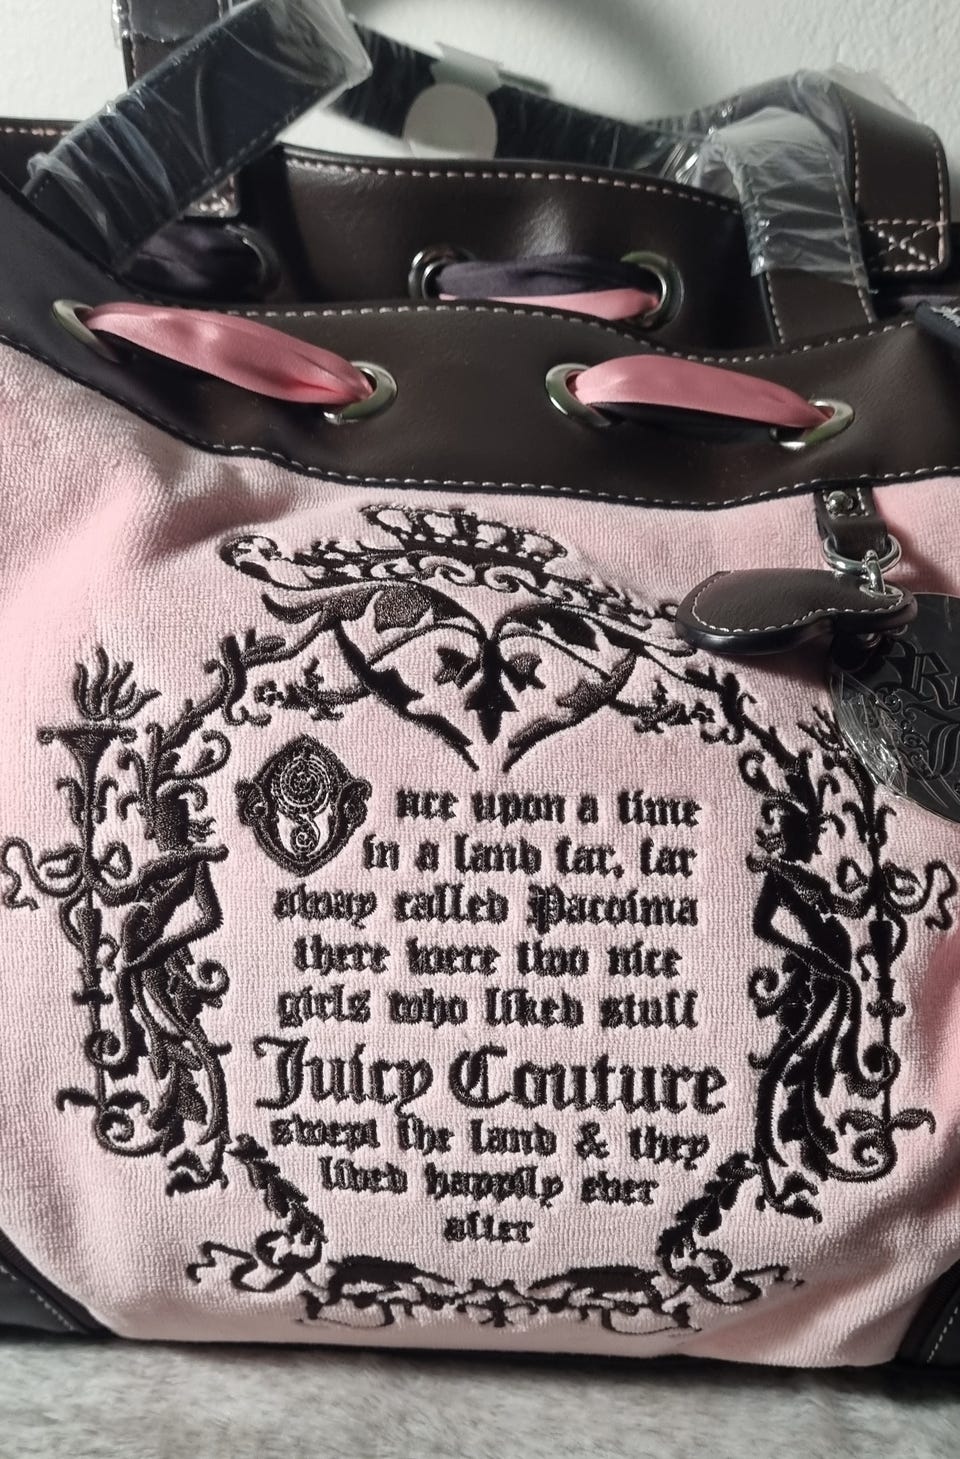 Once upon a time
in a land far, far
away called Pacoima
there were two nice
girls who liked stuff
Juicy Couture
swept the land & they
lived happily ever
after